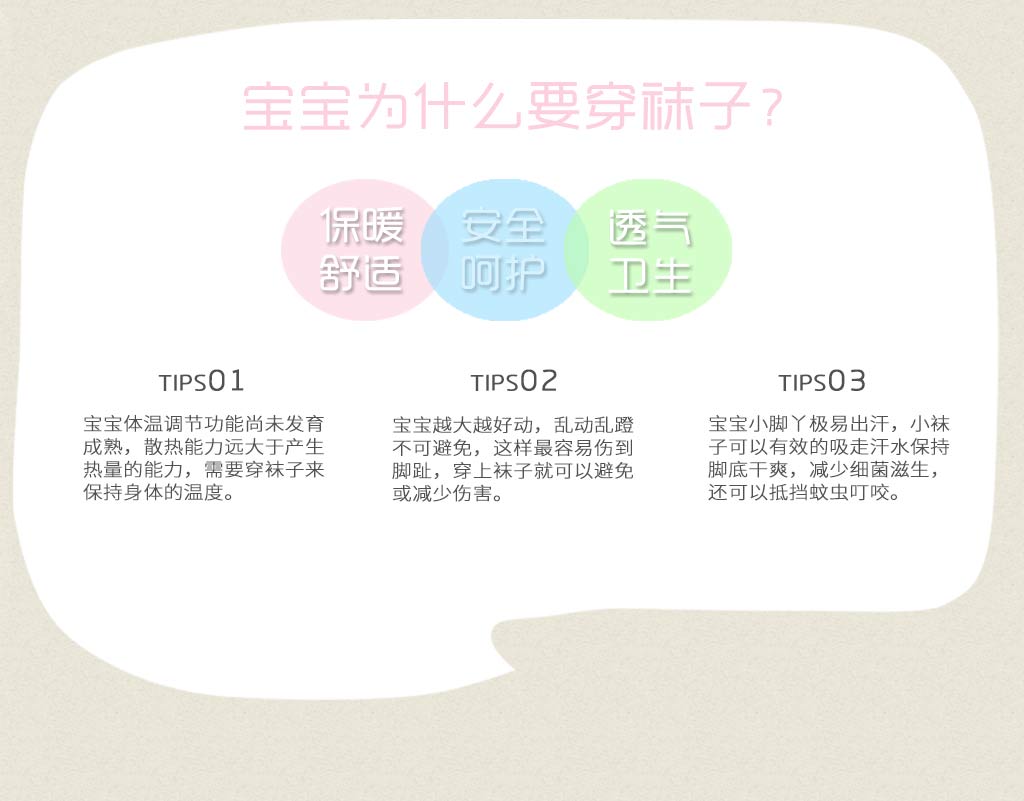 宝宝为什么要穿袜子？
保暖
舒适
安全
呵护
透气
卫生
TIPS01
宝宝体温调节功能尚未发育
成熟，散热能力远大于产生
热量的能力，需要穿袜子来
保持身体的温度。
TIPS02
宝宝越大越好动，乱动乱蹬
不可避免，这样最容易伤到
脚趾，穿上袜子就可以避免
或减少伤害。
TIPS03
宝宝小脚丫极易出汗，小袜
子可以有效的吸走汗水保持
脚底干爽，减少细菌滋生，
还可以抵挡蚊虫叮咬。